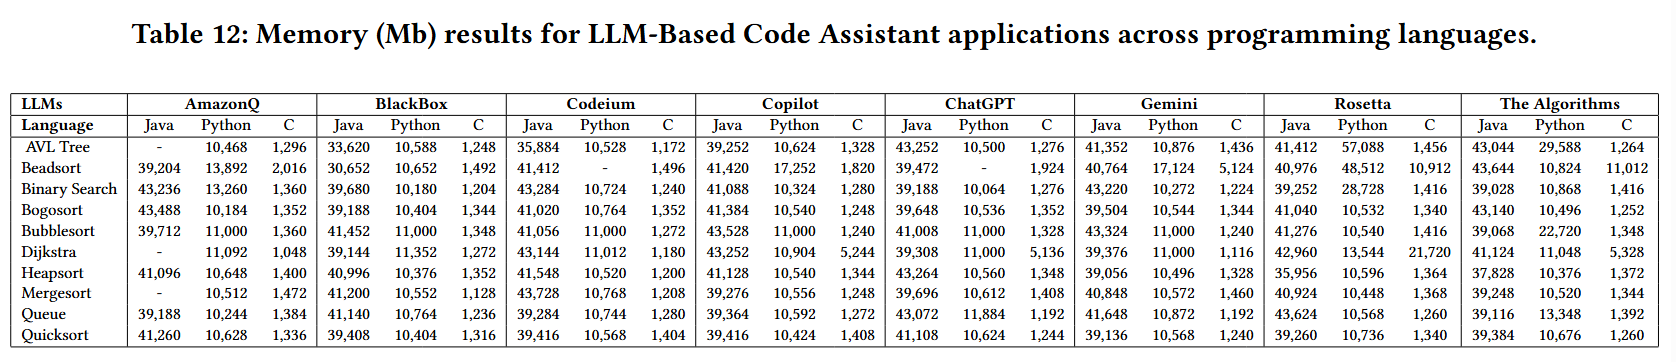 Table 12: Memory (Mb) results for LLM-Based Code Assistant applications across programming languages.
LLMs AmazonQ BlackBox Codeium Copilot ChatGPT Gemini Rosetta The Algorithms
Language Java Python C Java Python C Java Python C Java Python C Java Python C Java Python C Java Python C Java Python C
AVL Tree - 10,468 1,296 33,620 10,588 1,248 35,884 10,528 1,172 39,252 10,624 1,328 43,252 10,500 1,276 41,352 10,876 1,436 41,412 57,088 1,456 43,044 29,588 1,264
Beadsort 39,204 13,892 2,016 30,652 10,652 1,492 41,412 - 1,496 41,420 17,252 1,820 39,472 - 1,924 40,764 17,124 5,124 40,976 48,512 10,912 43,644 10,824 11,012
Binary Search 43,236 13,260 1,360 39,680 10,180 1,204 43,284 10,724 1,240 41,088 10,324 1,280 39,188 10,064 1,276 43,220 10,272 1,224 39,252 28,728 1,416 39,028 10,868 1,416
Bogosort 43,488 10,184 1,352 39,188 10,404 1,344 41,020 10,764 1,352 41,384 10,540 1,248 39,648 10,536 1,352 39,504 10,544 1,344 41,040 10,532 1,340 43,140 10,496 1,252
Bubblesort 39,712 11,000 1,360 41,452 11,000 1,348 41,056 11,000 1,272 43,528 11,000 1,240 41,008 11,000 1,328 43,324 11,000 1,240 41,276 10,540 1,416 39,068 22,720 1,348
Dijkstra - 11,092 1,048 39,144 11,352 1,272 43,144 11,012 1,180 43,252 10,904 5,244 39,308 11,000 5,136 39,376 11,000 1,116 42,960 13,544 21,720 41,124 11,048 5,328
Heapsort 41,096 10,648 1,400 40,996 10,376 1,352 41,548 10,520 1,200 41,128 10,540 1,344 43,264 10,560 1,348 39,056 10,496 1,328 35,956 10,596 1,364 37,828 10,376 1,372
Mergesort - 10,512 1,472 41,200 10,552 1,128 43,728 10,768 1,208 39,276 10,556 1,248 39,696 10,612 1,408 40,848 10,572 1,460 40,924 10,448 1,368 39,248 10,520 1,344
Queue 39,188 10,244 1,384 41,140 10,764 1,236 39,284 10,744 1,280 39,364 10,592 1,272 43,072 11,884 1,192 41,648 10,872 1,192 43,624 10,568 1,260 39,116 13,348 1,392
Quicksort 41,260 10,628 1,336 39,408 10,404 1,316 39,416 10,568 1,404 39,416 10,424 1,408 41,108 10,624 1,244 39,136 10,568 1,240 39,260 10,736 1,340 39,384 10,676 1,260